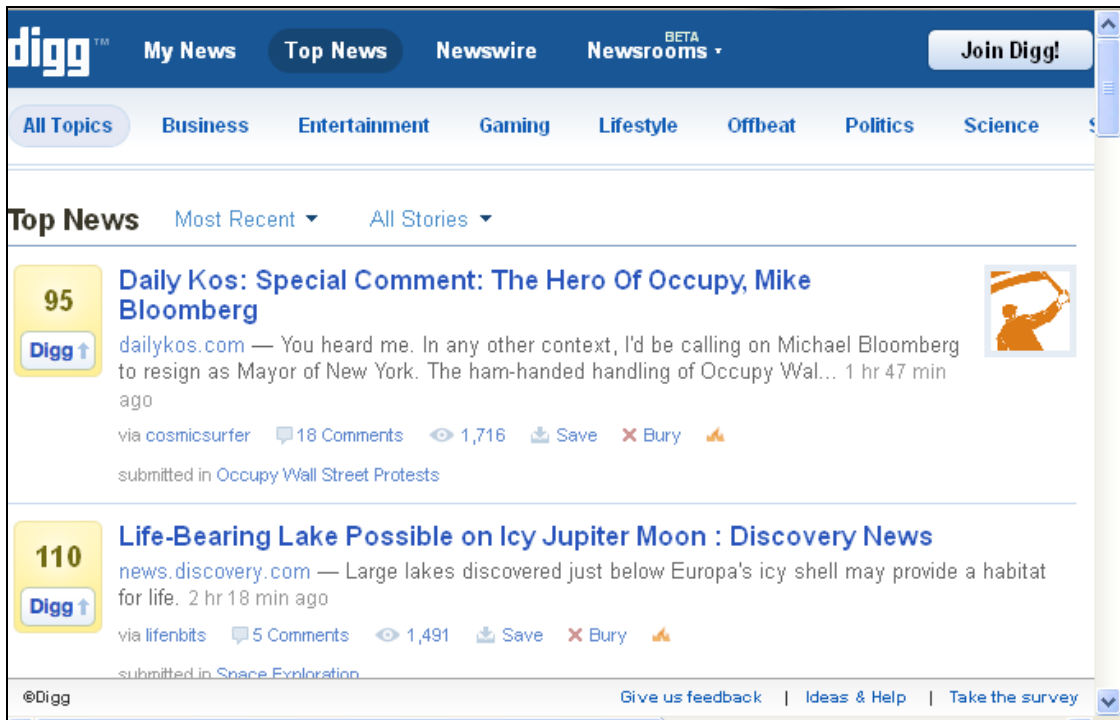 digg™ My News Top News Newswire Newsrooms BETA Join Digg!
All Topics Business Entertainment Gaming Lifestyle Offbeat Politics Science
Top News Most Recent All Stories
95
Digg
Daily Kos: Special Comment: The Hero Of Occupy, Mike
Bloomberg
dailykos.com — You heard me. In any other context, I'd be calling on Michael Bloomberg
to resign as Mayor of New York. The ham-handed handling of Occupy Wal... 1 hr 47 min
ago
via cosmicsurfer 18 Comments 1,716 Save Bury
submitted in Occupy Wall Street Protests
110
Digg
Life-Bearing Lake Possible on Icy Jupiter Moon : Discovery News
news.discovery.com — Large lakes discovered just below Europa's icy shell may provide a habitat
for life. 2 hr 18 min ago
via lifenbits 5 Comments 1,491 Save Bury
submitted in Space Exploration
©Digg Give us feedback | Ideas & Help | Take the survey